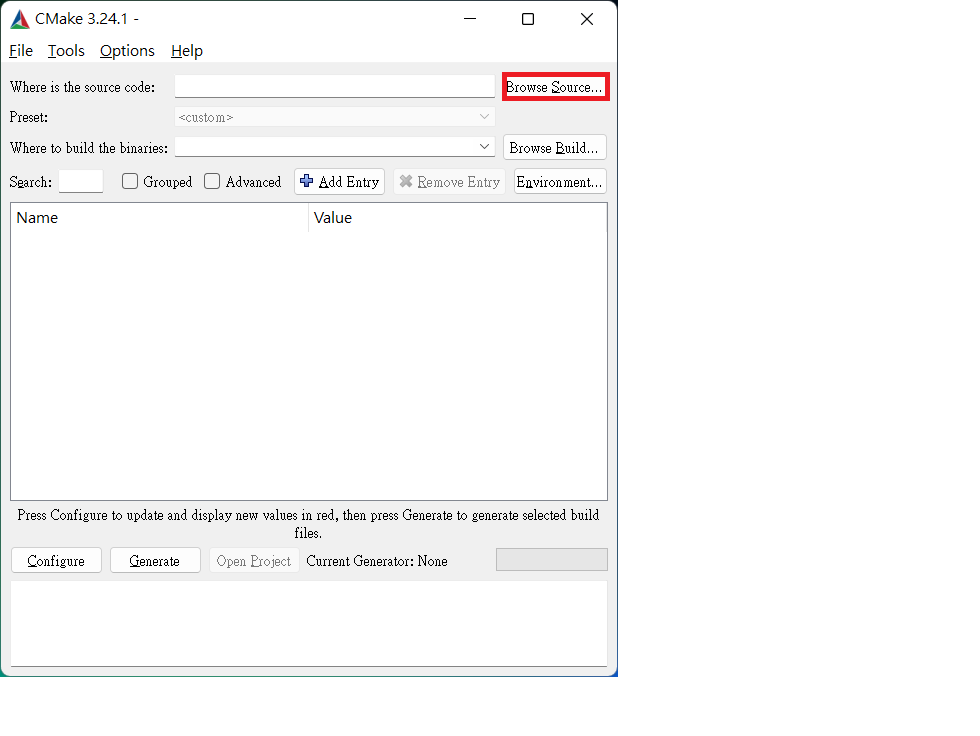 CMake 3.24.1 -
File Tools Options Help
Where is the source code: Browse Source...
Preset: <custom>
Where to build the binaries: Browse Build...
Search: Grouped Advanced Add Entry Remove Entry Environment...
Name Value
Press Configure to update and display new values in red, then press Generate to generate selected build
files.
Configure Generate Open Project Current Generator: None